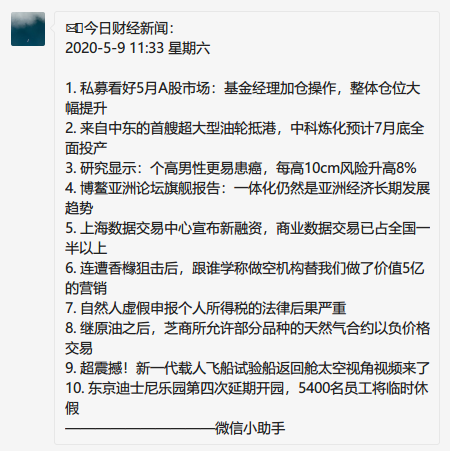 今日财经新闻：
2020-5-9 11:33 星期六
1. 私募看好5月A股市场：基金经理加仓操作，整体仓位大
幅提升
2. 来自中东的首艘超大型油轮抵港，中科炼化预计7月底全
面投产
3. 研究显示：个高男性更易患癌，每高10cm风险升高8%
4. 博鳌亚洲论坛旗舰报告：一体化仍然是亚洲经济长期发展
趋势
5. 上海数据交易中心宣布新融资，商业数据交易已占全国一
半以上
6. 连遭香橼狙击后，跟谁学称做空机构替我们做了价值5亿
的营销
7. 自然人虚假申报个人所得税的法律后果严重
8. 继原油之后，芝商所允许部分品种的天然气合约以负价格
交易
9. 超震撼！新一代载人飞船试验船返回舱太空视角视频来了
10. 东京迪士尼乐园第四次延期开园，5400名员工将临时休
假
———————————微信小助手